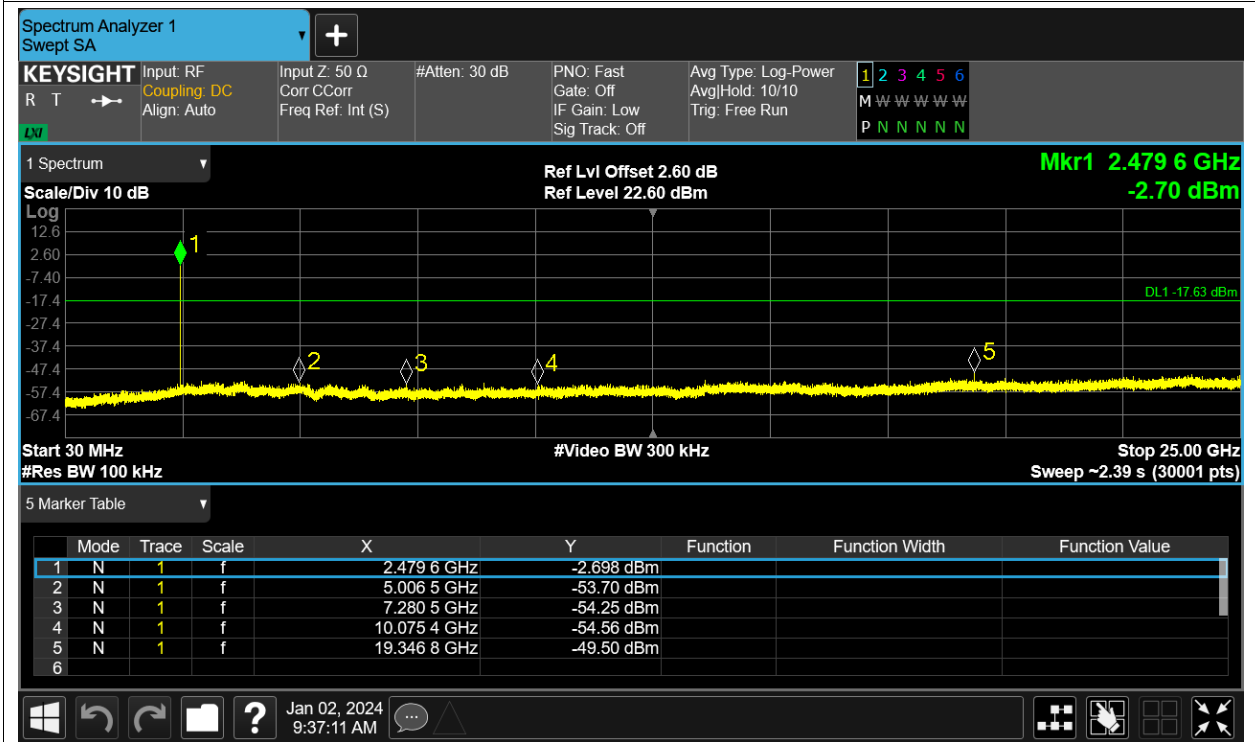 Spectrum Analyzer 1
Swept SA
KEYSIGHT
R T
LXI
Input: RF
Coupling: DC
Align: Auto
Input Z: 50 Ω
Corr CCorr
Freq Ref: Int (S)
#Atten: 30 dB
PNO: Fast
Gate: Off
IF Gain: Low
Sig Track: Off
Avg Type: Log-Power
Avg|Hold: 10/10
Trig: Free Run
1 2 3 4 5 6
M W W W W W
P N N N N N
1 Spectrum
Scale/Div 10 dB
Ref Lvl Offset 2.60 dB
Ref Level 22.60 dBm
Mkr1 2.479 6 GHz
-2.70 dBm
Log
12.6
2.60
-7.40
-17.4
-27.4
-37.4
-47.4
-57.4
-67.4
1
2
3
4
5
DL1 -17.63 dBm
Start 30 MHz
#Video BW 300 kHz
Stop 25.00 GHz
#Res BW 100 kHz
Sweep ~2.39 s (30001 pts)
5 Marker Table
Mode Trace Scale X Y Function Function Width Function Value
1 N 1 f 2.479 6 GHz -2.698 dBm
2 N 1 f 5.006 5 GHz -53.70 dBm
3 N 1 f 7.280 5 GHz -54.25 dBm
4 N 1 f 10.075 4 GHz -54.56 dBm
5 N 1 f 19.346 8 GHz -49.50 dBm
6
?
Jan 02, 2024
9:37:11 AM